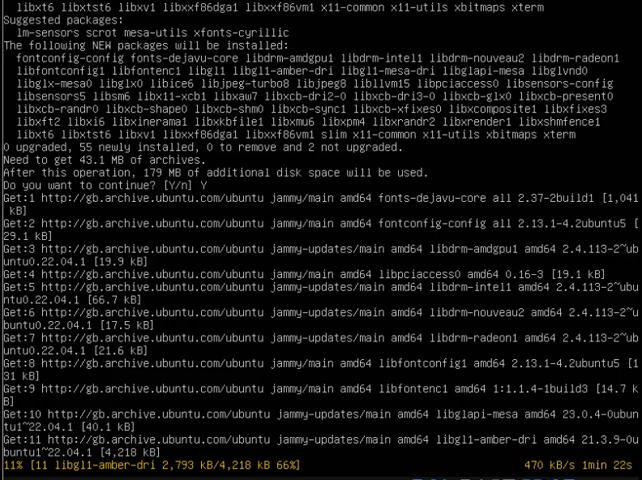 libxt6 libxtst6 libxv1 libxxf86dga1 libxxf86vm1 x11-common x11-utils xbitmaps xterm
Suggested packages:
lm-sensors scrot mesa-utils xfonts-cyrillic
The following NEW packages will be installed:
fontconfig-config fonts-dejavu-core libdrm-amdgpu1 libdrm-intel1 libdrm-nouveau2 libdrm-radeon1
libfontconfig1 libfontenc1 libgl1 libgl1-amber-dri libgl1-mesa-dri libglapi-mesa libglvnd0
libglx-mesa0 libglx0 libice6 libjpeg-turbo8 libjpeg8 libllvm15 libpciaccess0 libsensors-config
libsensors5 libsm6 libx11-xcb1 libxaw7 libxcb-dri2-0 libxcb-dri3-0 libxcb-glx0 libxcb-present0
libxcb-randr0 libxcb-shape0 libxcb-shm0 libxcb-sync1 libxcb-xfixes0 libxcomposite1 libxfixes3
libxft2 libxi6 libxinerama1 libxkbfile1 libxmu6 libxpm4 libxrandr2 libxrender1 libxshmfence1
libxt6 libxtst6 libxv1 libxxf86dga1 libxxf86vm1 slim x11-common x11-utils xbitmaps xterm
0 upgraded, 55 newly installed, 0 to remove and 2 not upgraded.
Need to get 43.1 MB of archives.
After this operation, 179 MB of additional disk space will be used.
Do you want to continue? [Y/n] Y
Get:1 http://gb.archive.ubuntu.com/ubuntu jammy/main amd64 fonts-dejavu-core all 2.37-2build1 [1,041
kB]
Get:2 http://gb.archive.ubuntu.com/ubuntu jammy/main amd64 fontconfig-config all 2.13.1-4.2ubuntu5 [
29.1 kB]
Get:3 http://gb.archive.ubuntu.com/ubuntu jammy-updates/main amd64 libdrm-amdgpu1 amd64 2.4.113-2~ub
untu0.22.04.1 [19.9 kB]
Get:4 http://gb.archive.ubuntu.com/ubuntu jammy/main amd64 libpciaccess0 amd64 0.16-3 [19.1 kB]
Get:5 http://gb.archive.ubuntu.com/ubuntu jammy-updates/main amd64 libdrm-intel1 amd64 2.4.113-2~ubu
ntu0.22.04.1 [66.7 kB]
Get:6 http://gb.archive.ubuntu.com/ubuntu jammy-updates/main amd64 libdrm-nouveau2 amd64 2.4.113-2~u
buntu0.22.04.1 [17.5 kB]
Get:7 http://gb.archive.ubuntu.com/ubuntu jammy-updates/main amd64 libdrm-radeon1 amd64 2.4.113-2~ub
untu0.22.04.1 [21.6 kB]
Get:8 http://gb.archive.ubuntu.com/ubuntu jammy/main amd64 libfontconfig1 amd64 2.13.1-4.2ubuntu5 [1
31 kB]
Get:9 http://gb.archive.ubuntu.com/ubuntu jammy/main amd64 libfontenc1 amd64 1:1.1.4-1build3 [14.7 k
B]
Get:10 http://gb.archive.ubuntu.com/ubuntu jammy-updates/main amd64 libglapi-mesa amd64 23.0.4-0ubun
tu1~22.04.1 [40.1 kB]
Get:11 http://gb.archive.ubuntu.com/ubuntu jammy-updates/main amd64 libgl1-amber-dri amd64 21.3.9-0u
buntu1~22.04.1 [4,218 kB]
11% [11 libgl1-amber-dri 2,793 kB/4,218 kB 66%] 470 kB/s 1min 22s